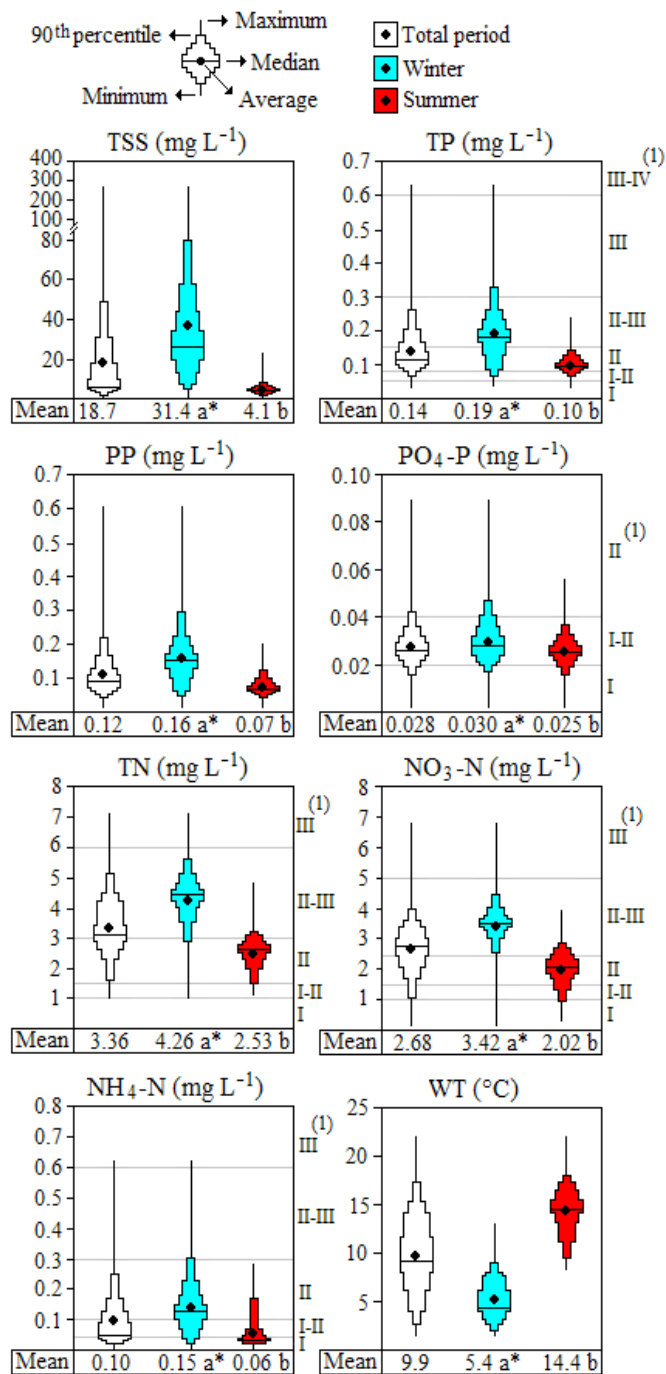 Maximum
90th percentile
Median
Minimum
Average
Total period
Winter
Summer
TSS (mg L⁻¹)
400
300
200
100
80
60
40
20
Mean 18.7 31.4 a* 4.1 b
TP (mg L⁻¹)
(1)
0.7
0.6
0.5
0.4
0.3
0.2
0.1
III-IV
III
II-III
II
I-II
I
Mean 0.14 0.19 a* 0.10 b
PP (mg L⁻¹)
0.7
0.6
0.5
0.4
0.3
0.2
0.1
Mean 0.12 0.16 a* 0.07 b
PO₄-P (mg L⁻¹)
0.10
0.08
0.06
0.04
0.02
(1)
II
I-II
I
Mean 0.028 0.030 a* 0.025 b
TN (mg L⁻¹)
8
7
6
5
4
3
2
1
(1)
III
II-III
II
I-II
I
Mean 3.36 4.26 a* 2.53 b
NO₃-N (mg L⁻¹)
8
7
6
5
4
3
2
1
(1)
III
II-III
II
I-II
I
Mean 2.68 3.42 a* 2.02 b
NH₄-N (mg L⁻¹)
0.8
0.7
0.6
0.5
0.4
0.3
0.2
0.1
(1)
III
II-III
II
I-II
I
Mean 0.10 0.15 a* 0.06 b
WT (°C)
25
20
15
10
5
Mean 9.9 5.4 a* 14.4 b